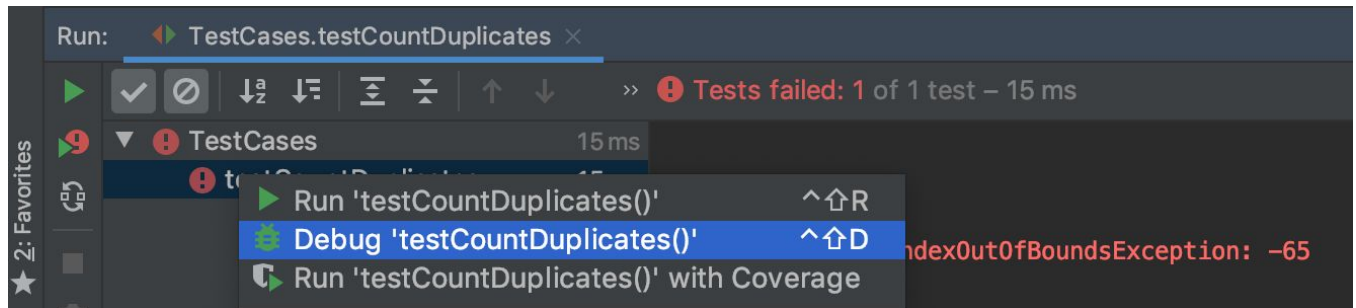 Run: TestCases.testCountDuplicates ×
>> Tests failed: 1 of 1 test – 15 ms
TestCases 15 ms
Run 'testCountDuplicates()' ^⇧R
Debug 'testCountDuplicates()' ^⇧D
ndexOutOfBoundsException: -65
Run 'testCountDuplicates()' with Coverage
2: Favorites